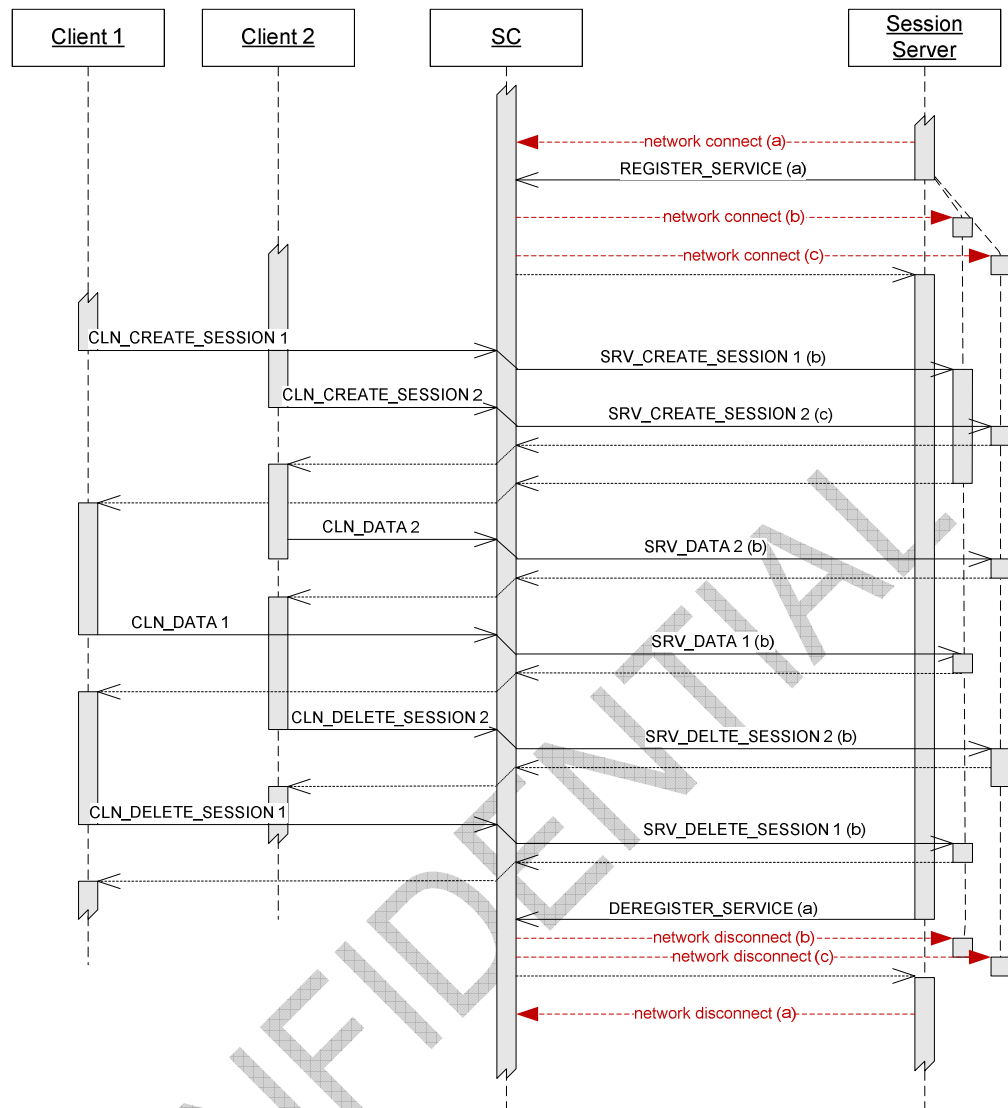 Client 1
Client 2
SC
Session
Server
network connect (a)
REGISTER_SERVICE (a)
network connect (b)
network connect (c)
CLN_CREATE_SESSION 1
SRV_CREATE_SESSION 1 (b)
CLN_CREATE_SESSION 2
SRV_CREATE_SESSION 2 (c)
CLN_DATA 2
SRV_DATA 2 (b)
CLN_DATA 1
SRV_DATA 1 (b)
CLN_DELETE_SESSION 2
SRV_DELTE_SESSION 2 (b)
CLN_DELETE_SESSION 1
SRV_DELETE_SESSION 1 (b)
DEREGISTER_SERVICE (a)
network disconnect (b)
network disconnect (c)
network disconnect (a)
NFIDENTIAL